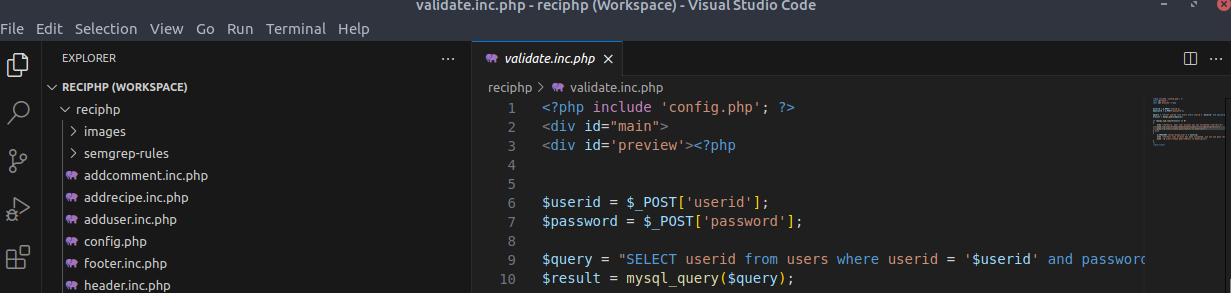 validate.inc.php - reciphp (Workspace) - Visual Studio Code
File Edit Selection View Go Run Terminal Help
EXPLORER ···
validate.inc.php ×
RECIPHP (WORKSPACE)
reciphp
images
semgrep-rules
addcomment.inc.php
addrecipe.inc.php
adduser.inc.php
config.php
footer.inc.php
header.inc.php
reciphp > validate.inc.php
1 <?php include 'config.php'; ?>
2 <div id="main">
3 <div id='preview'><?php
4
5
6 $userid = $_POST['userid'];
7 $password = $_POST['password'];
8
9 $query = "SELECT userid from users where userid = '$userid' and password
10 $result = mysql_query($query);